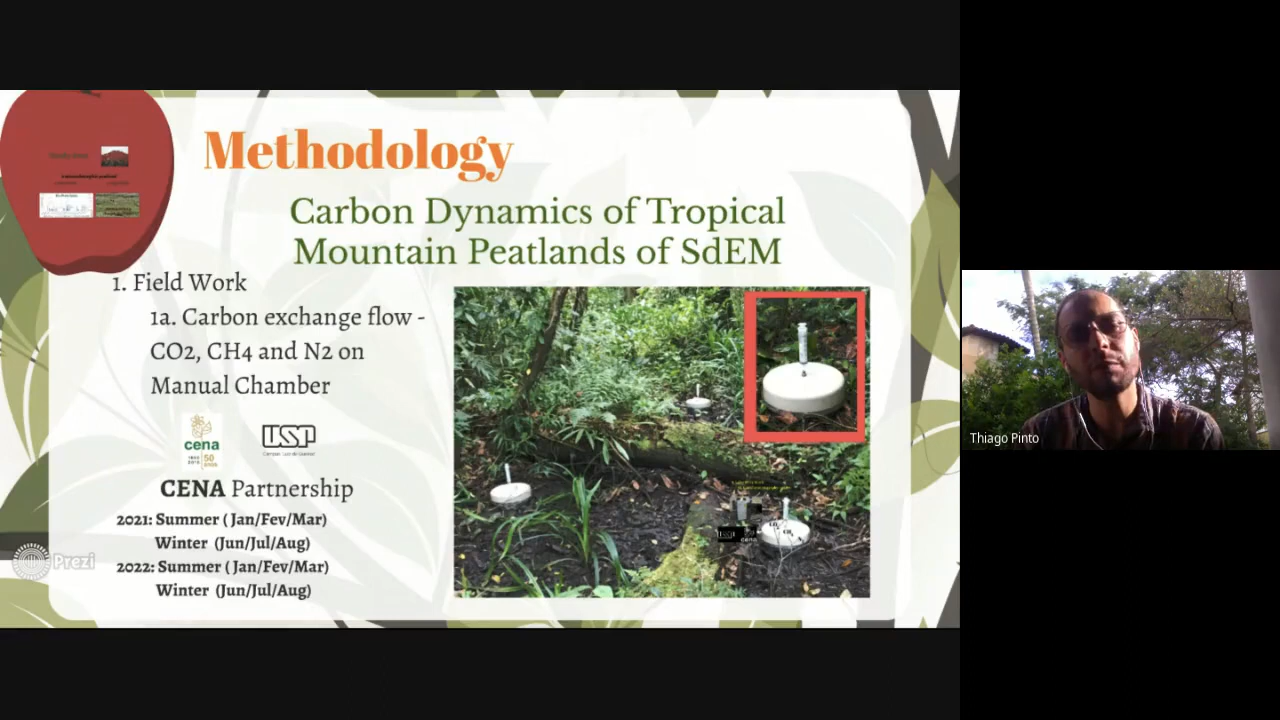 Methodology
Carbon Dynamics of Tropical
Mountain Peatlands of SdEM
1. Field Work
1a. Carbon exchange flow -
CO2, CH4 and N2 on
Manual Chamber
cena
50
USP
CENA Partnership
2021: Summer ( Jan/Fev/Mar)
Winter (Jun/Jul/Aug)
2022: Summer ( Jan/Fev/Mar)
Winter (Jun/Jul/Aug)
Prezi
Thiago Pinto